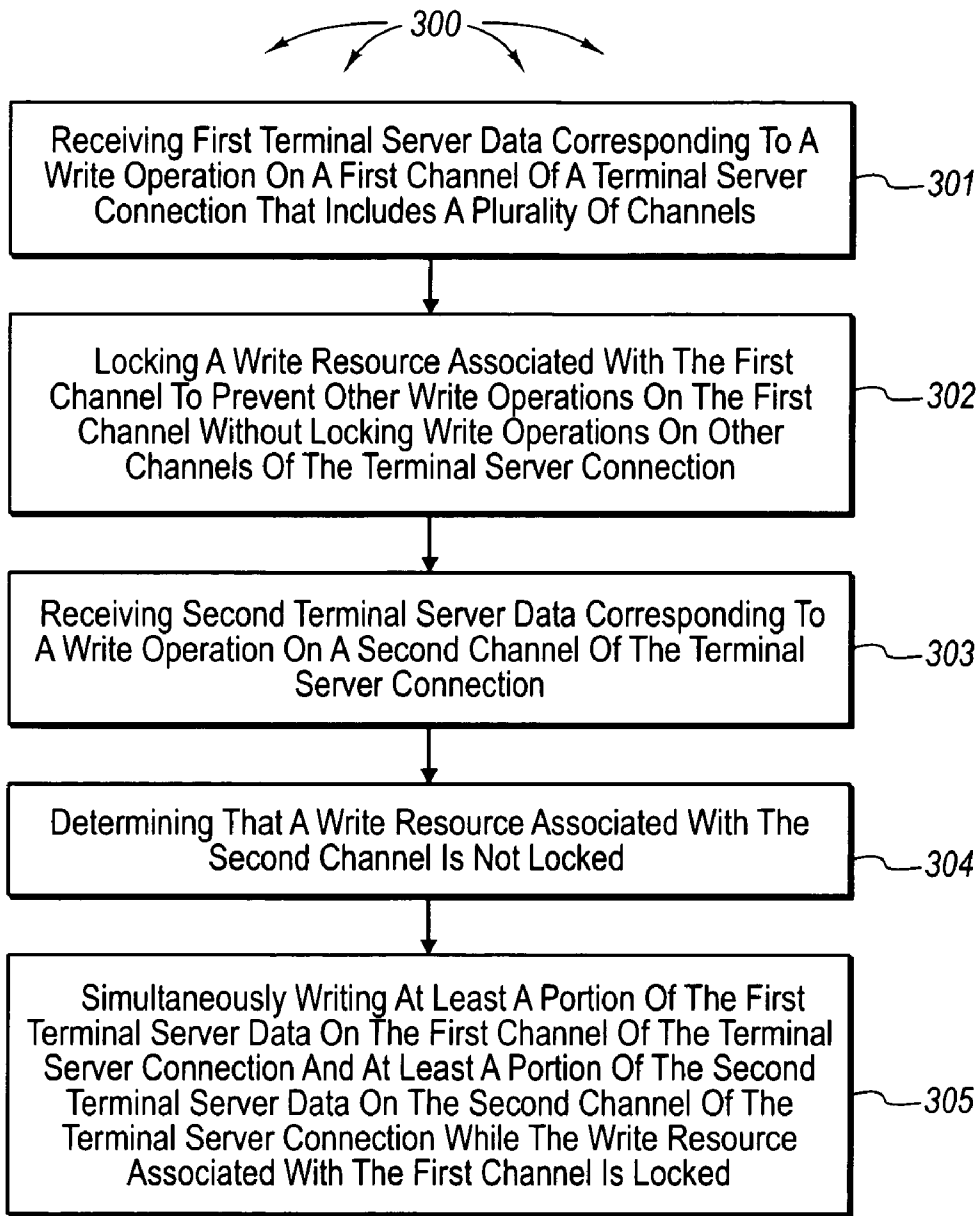 300
Receiving First Terminal Server Data Corresponding To A
Write Operation On A First Channel Of A Terminal Server
Connection That Includes A Plurality Of Channels
301
Locking A Write Resource Associated With The First
Channel To Prevent Other Write Operations On The First
Channel Without Locking Write Operations On Other
Channels Of The Terminal Server Connection
302
Receiving Second Terminal Server Data Corresponding To
A Write Operation On A Second Channel Of The Terminal
Server Connection
303
Determining That A Write Resource Associated With The
Second Channel Is Not Locked
304
Simultaneously Writing At Least A Portion Of The First
Terminal Server Data On The First Channel Of The Terminal
Server Connection And At Least A Portion Of The Second
Terminal Server Data On The Second Channel Of The
Terminal Server Connection While The Write Resource
Associated With The First Channel Is Locked
305